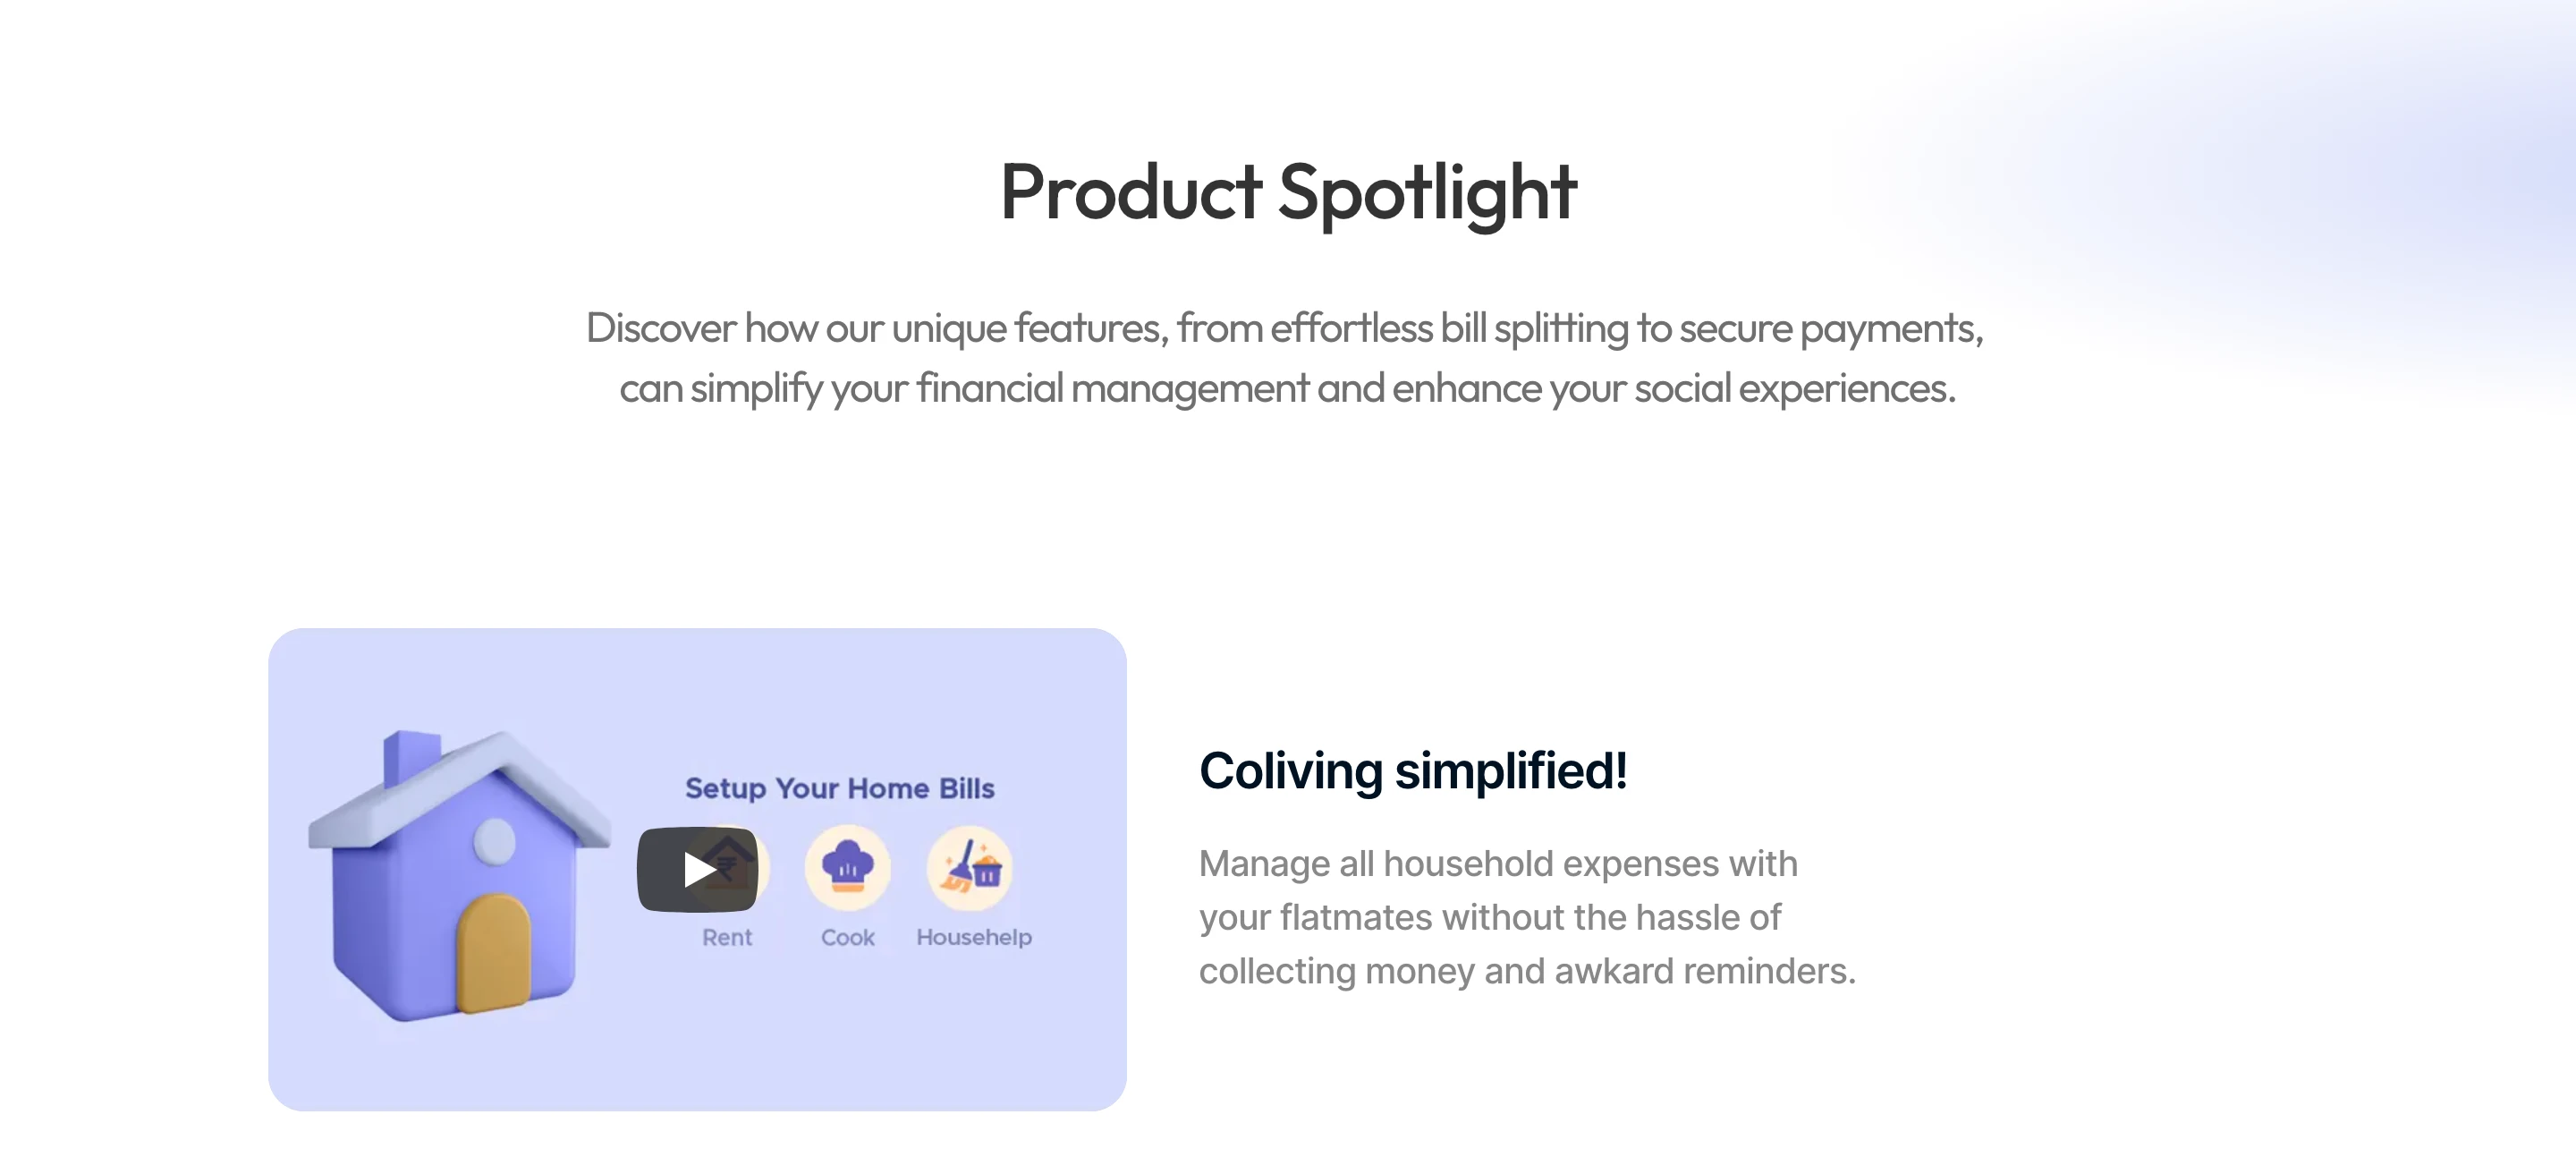 Product Spotlight
Discover how our unique features, from effortless bill splitting to secure payments,
can simplify your financial management and enhance your social experiences.
Setup Your Home Bills
₹
Rent
Cook
Househelp
Coliving simplified!
Manage all household expenses with
your flatmates without the hassle of
collecting money and awkard reminders.